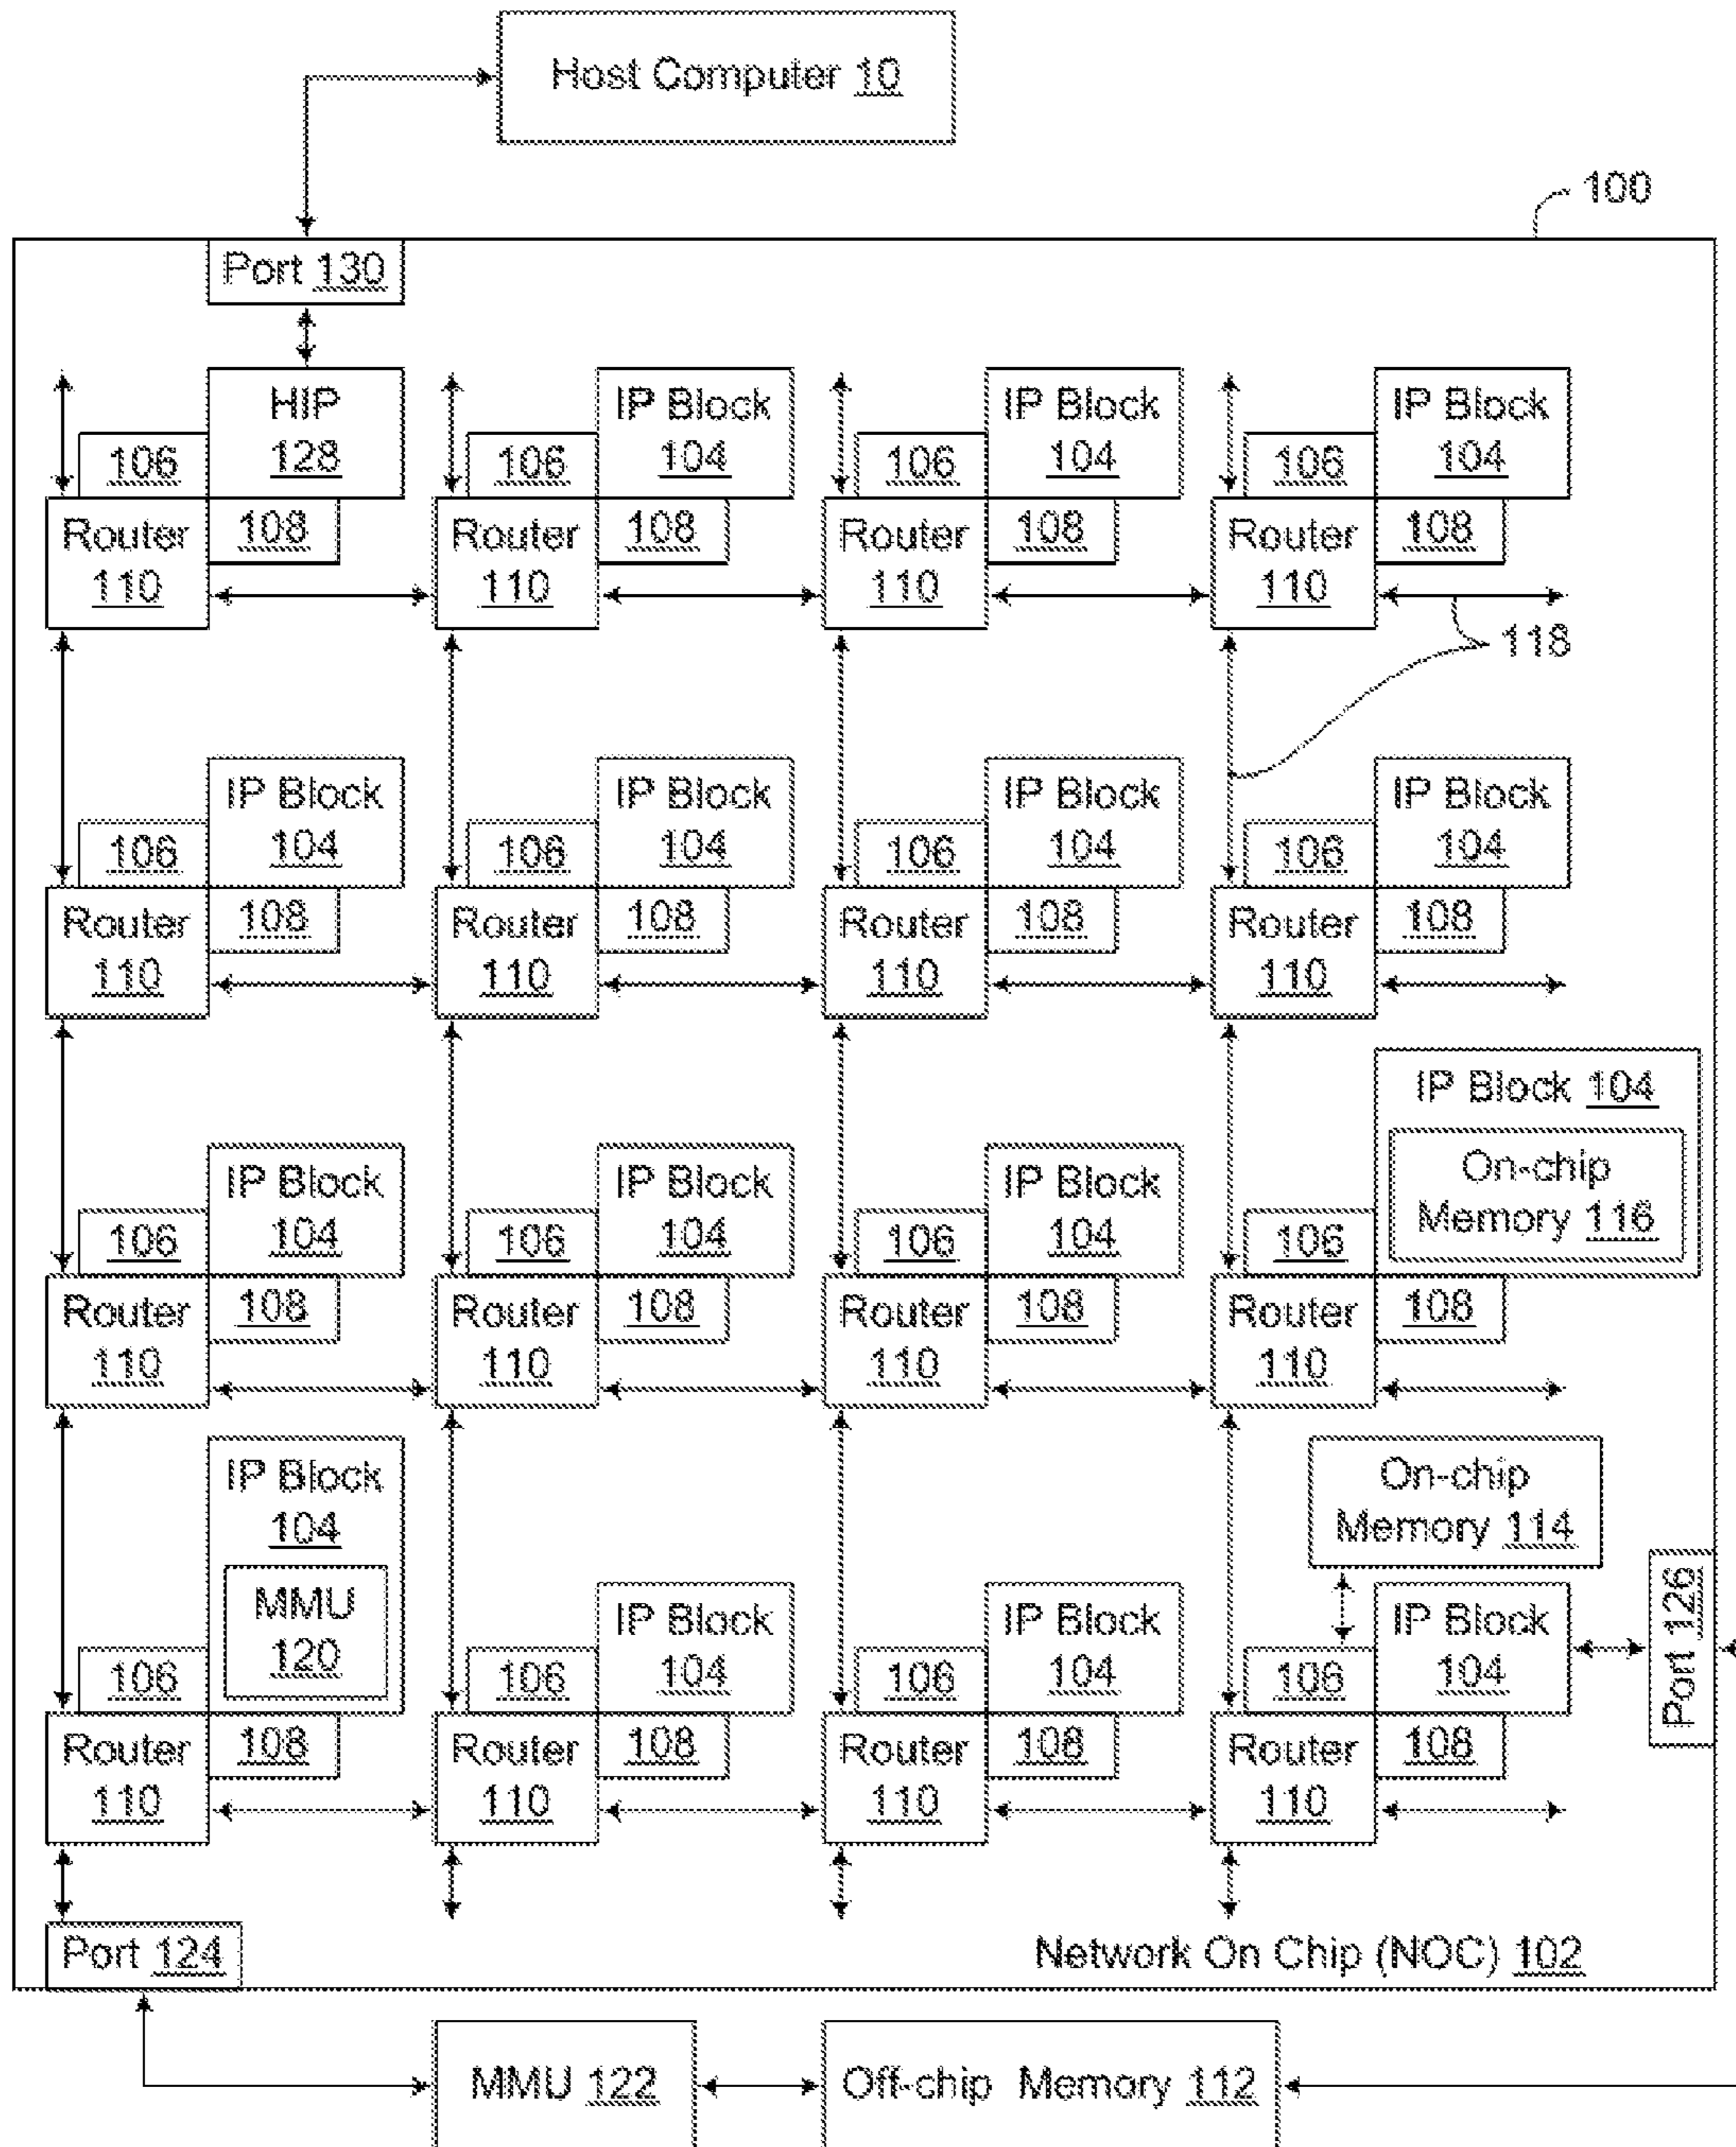 Host Computer 10
100
Port 130
HIP IP Block IP Block IP Block
106 128 106 104 106 104 106 104
Router 108 Router 108 Router 108 Router 108
110 110 110 110
118
IP Block IP Block IP Block IP Block
106 104 106 104 106 104 106 104
Router 108 Router 108 Router 108 Router 108
110 110 110 110
IP Block 104
IP Block IP Block IP Block On-chip
106 104 106 104 106 104 106 Memory 116
Router 108 Router 108 Router 108 Router 108
110 110 110 110
IP Block On-chip
104 Memory 114
MMU IP Block IP Block IP Block
106 120 106 104 106 104 106 104 Port 126
Router 108 Router 108 Router 108 Router 108
110 110 110 110
Port 124 Network On Chip (NOC) 102
MMU 122 Off-chip Memory 112